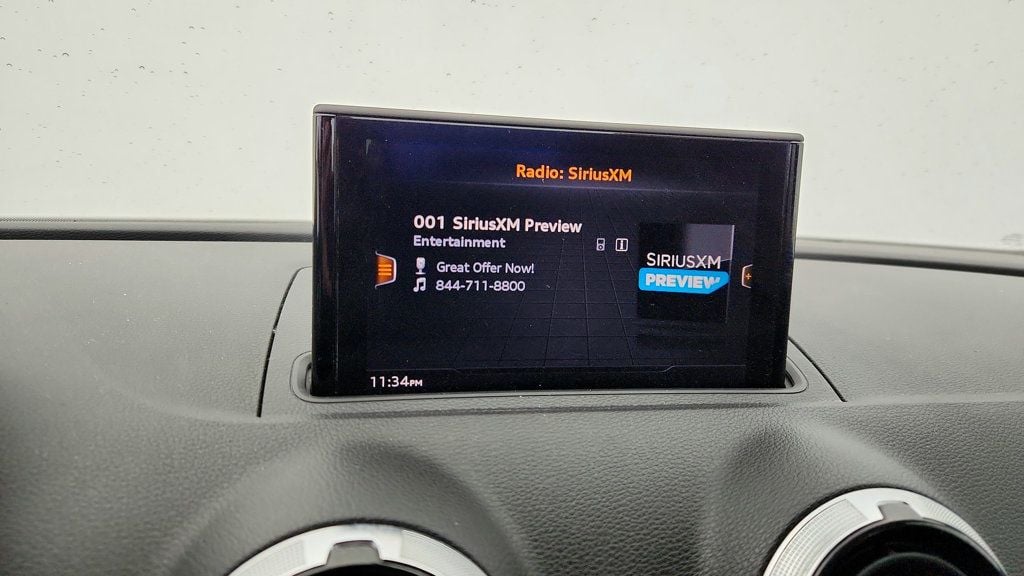 Radio: SiriusXM
001 SiriusXM Preview
Entertainment
Great Offer Now!
844-711-8800
SIRIUSXM
PREVIEW
11:34PM